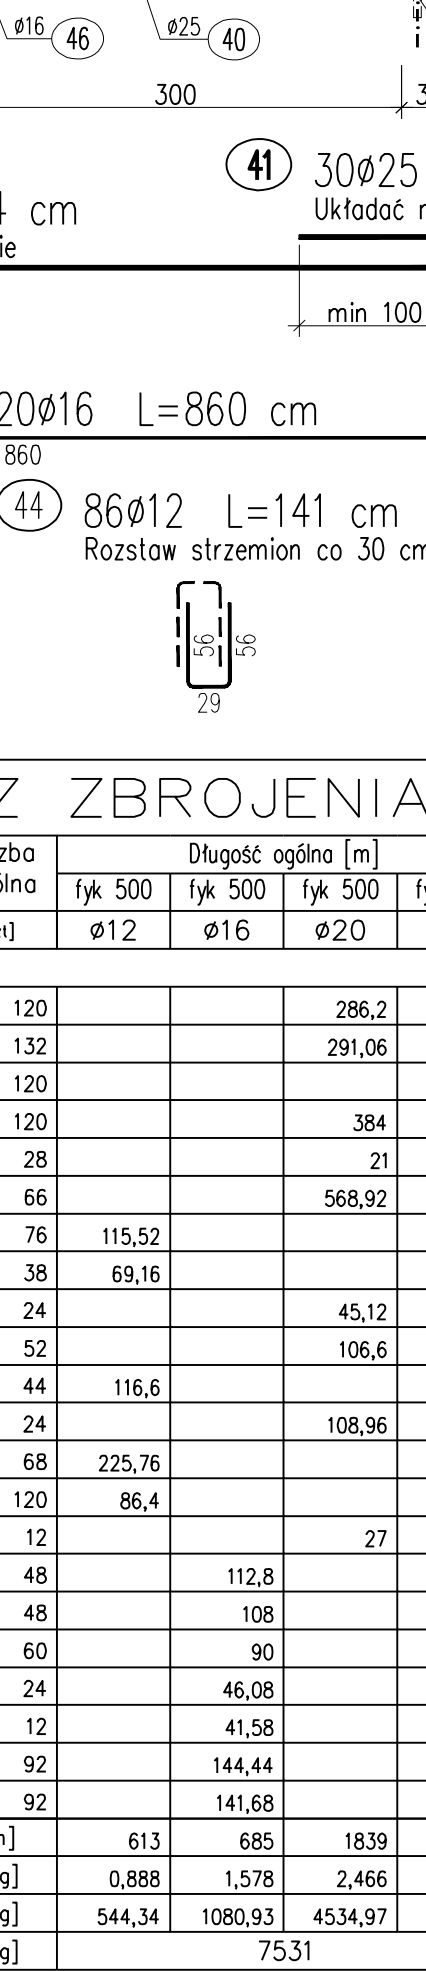 ø16 46 ø25 40
300 3
41 30ø25
4 cm Układać
ie
min 100
20ø16 L=860 cm
860
44 86ø12 L=141 cm
Rozstaw strzemion co 30 cm
56 56
29
Z ZBROJENIA
zba Długość ogólna [m]
ólna fyk 500 fyk 500 fyk 500
ø12 ø16 ø20
120 286,2
132 291,06
120
120 384
28 21
66 568,92
76 115,52
38 69,16
24 45,12
52 106,6
44 116,6
24 108,96
68 225,76
120 86,4
12 27
48 112,8
48 108
60 90
24 46,08
12 41,58
92 144,44
92 141,68
] 613 685 1839
g] 0,888 1,578 2,466
g] 544,34 1080,93 4534,97
g] 7531